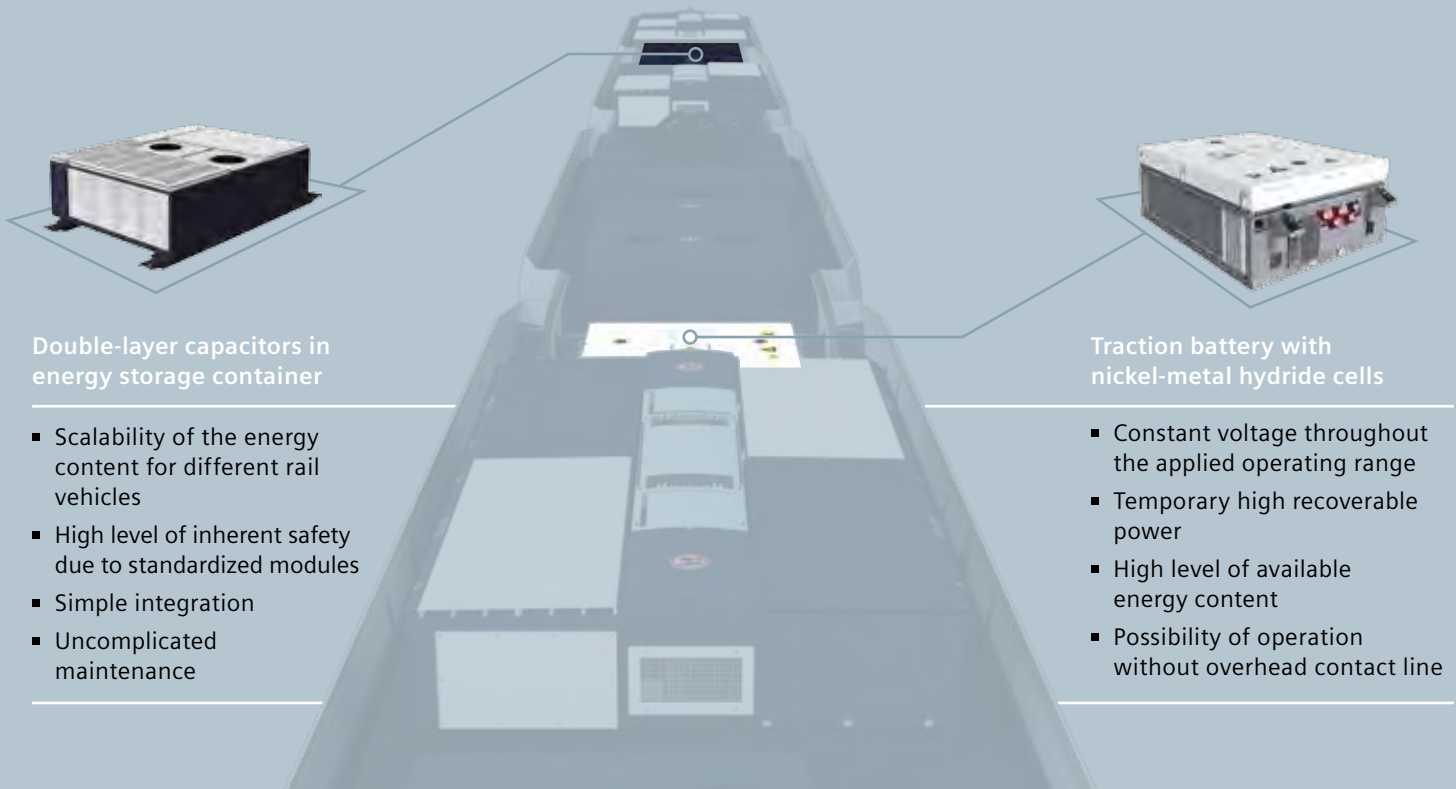 Double-layer capacitors in
energy storage container
▪ Scalability of the energy
content for different rail
vehicles
▪ High level of inherent safety
due to standardized modules
▪ Simple integration
▪ Uncomplicated
maintenance
Traction battery with
nickel-metal hydride cells
▪ Constant voltage throughout
the applied operating range
▪ Temporary high recoverable
power
▪ High level of available
energy content
▪ Possibility of operation
without overhead contact line